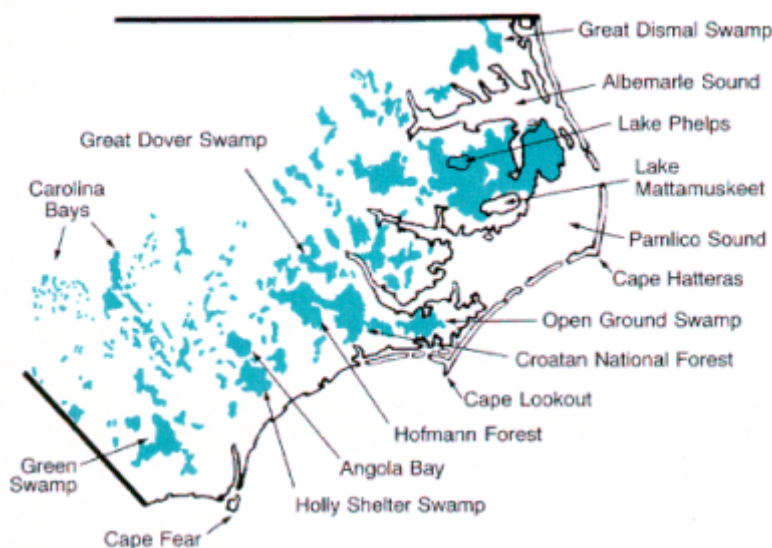 Great Dismal Swamp
Albemarle Sound
Lake Phelps
Great Dover Swamp
Lake
Mattamuskeet
Carolina
Bays
Pamlico Sound
Cape Hatteras
Open Ground Swamp
Croatan National Forest
Cape Lookout
Hofmann Forest
Angola Bay
Green
Swamp
Holly Shelter Swamp
Cape Fear